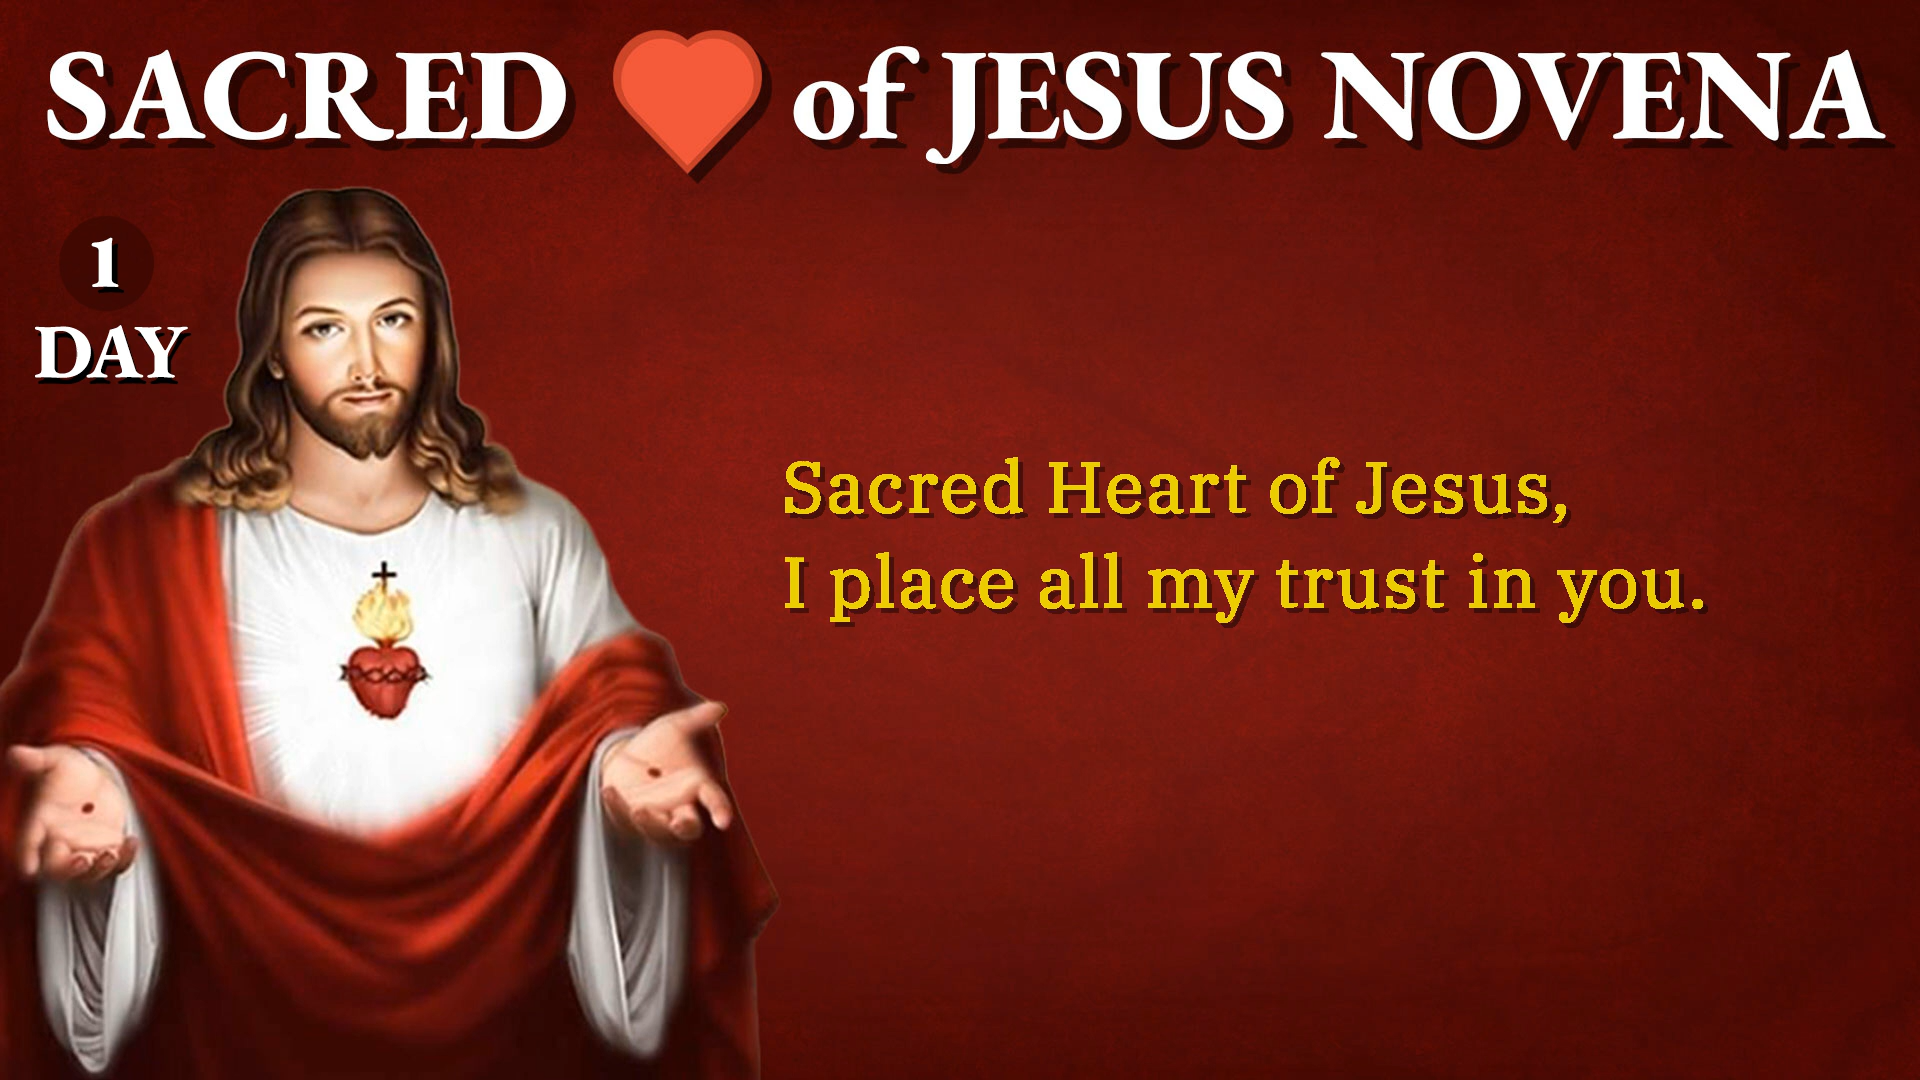 SACRED ❤ of JESUS NOVENA
1
DAY
Sacred Heart of Jesus,
I place all my trust in you.